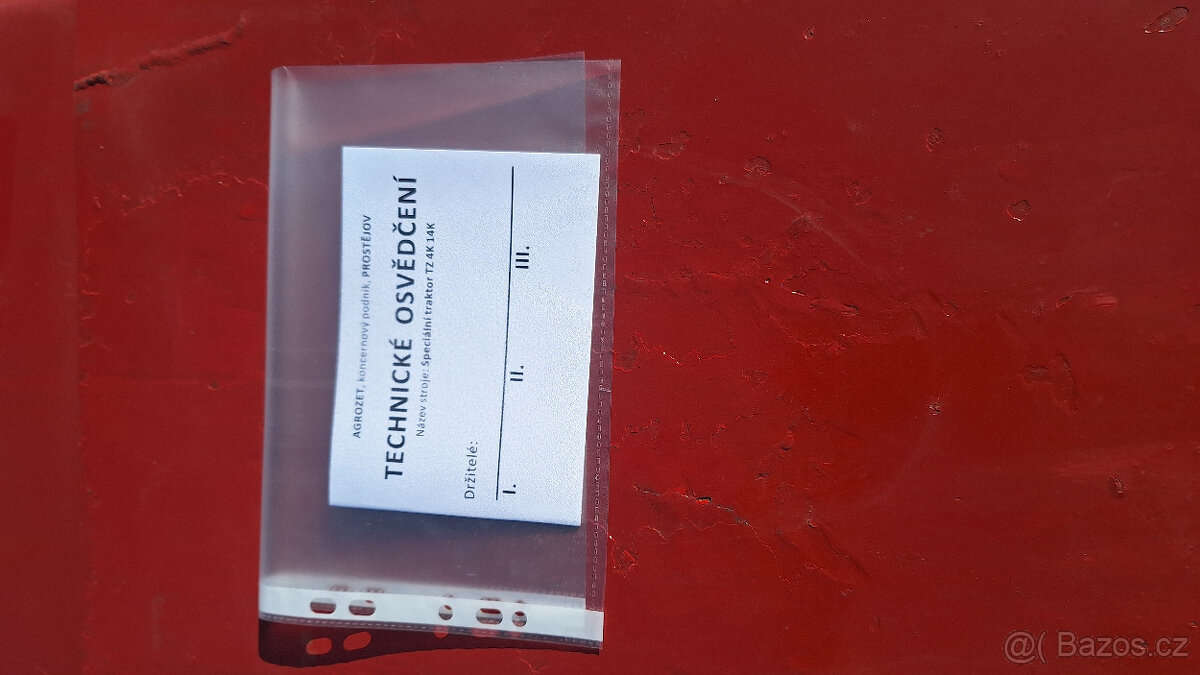 AGROZET, koncernový podnik, PROSTĚJOV
TECHNICKÉ OSVĚDČENÍ
Název stroje: Speciální traktor TZ 4K 14K
Držitelé:
I. II. III.
@( Bazos.cz